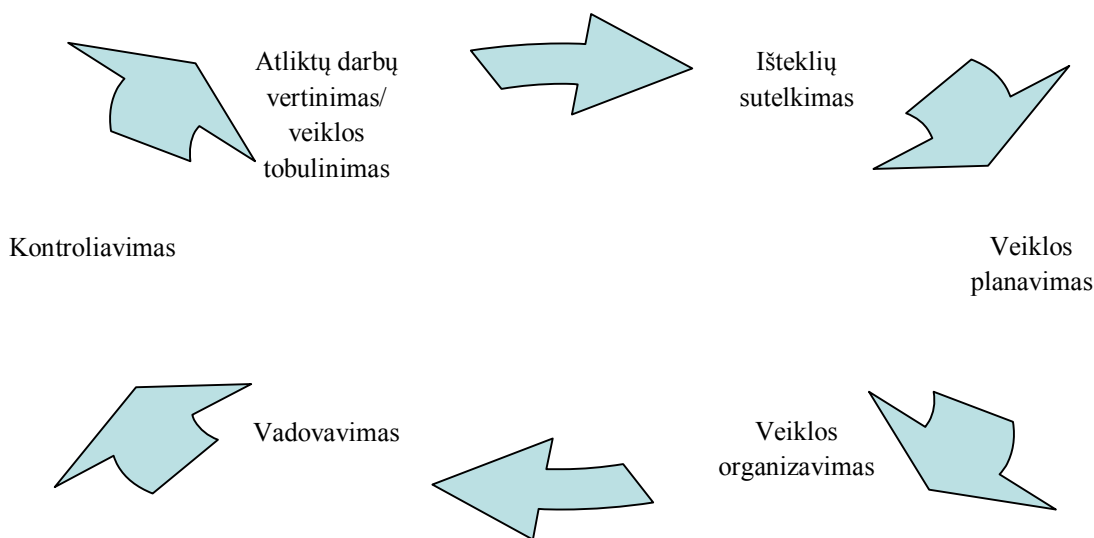 Atliktų darbų
vertinimas/
veiklos
tobulinimas
Išteklių
sutelkimas
Kontroliavimas
Veiklos
planavimas
Vadovavimas
Veiklos
organizavimas